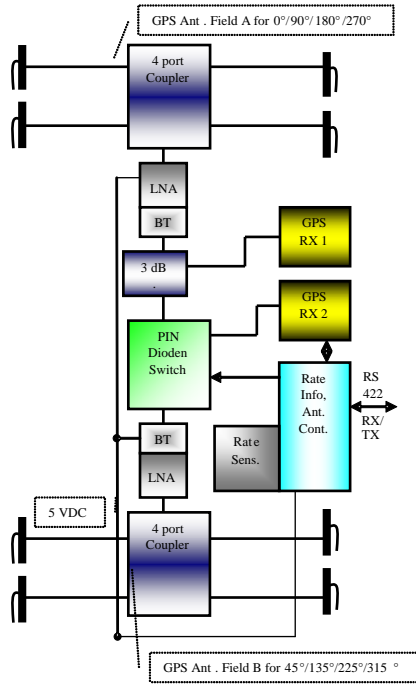 GPS Ant . Field A for 0°/90°/180°/270°
4 port
Coupler
LNA
BT
3 dB
.
GPS
RX 1
GPS
RX 2
PIN
Dioden
Switch
Rate
Info,
Ant.
Cont.
RS
422
RX/
TX
BT
Rate
Sens.
LNA
5 VDC
4 port
Coupler
GPS Ant . Field B for 45°/135°/225°/315 °